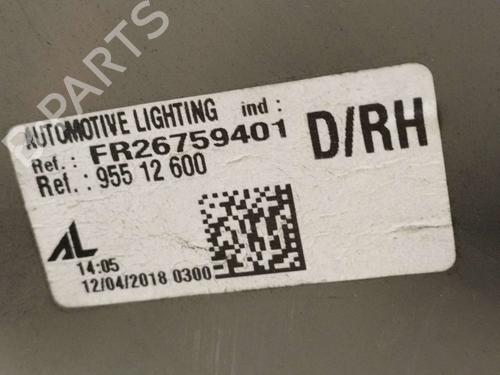 B PARTS
AUTOMOTIVE LIGHTING ind :
Ref. : FR26759401
D/RH
Ref. : 955 12 600
AL
14:05
12/04/2018 0300